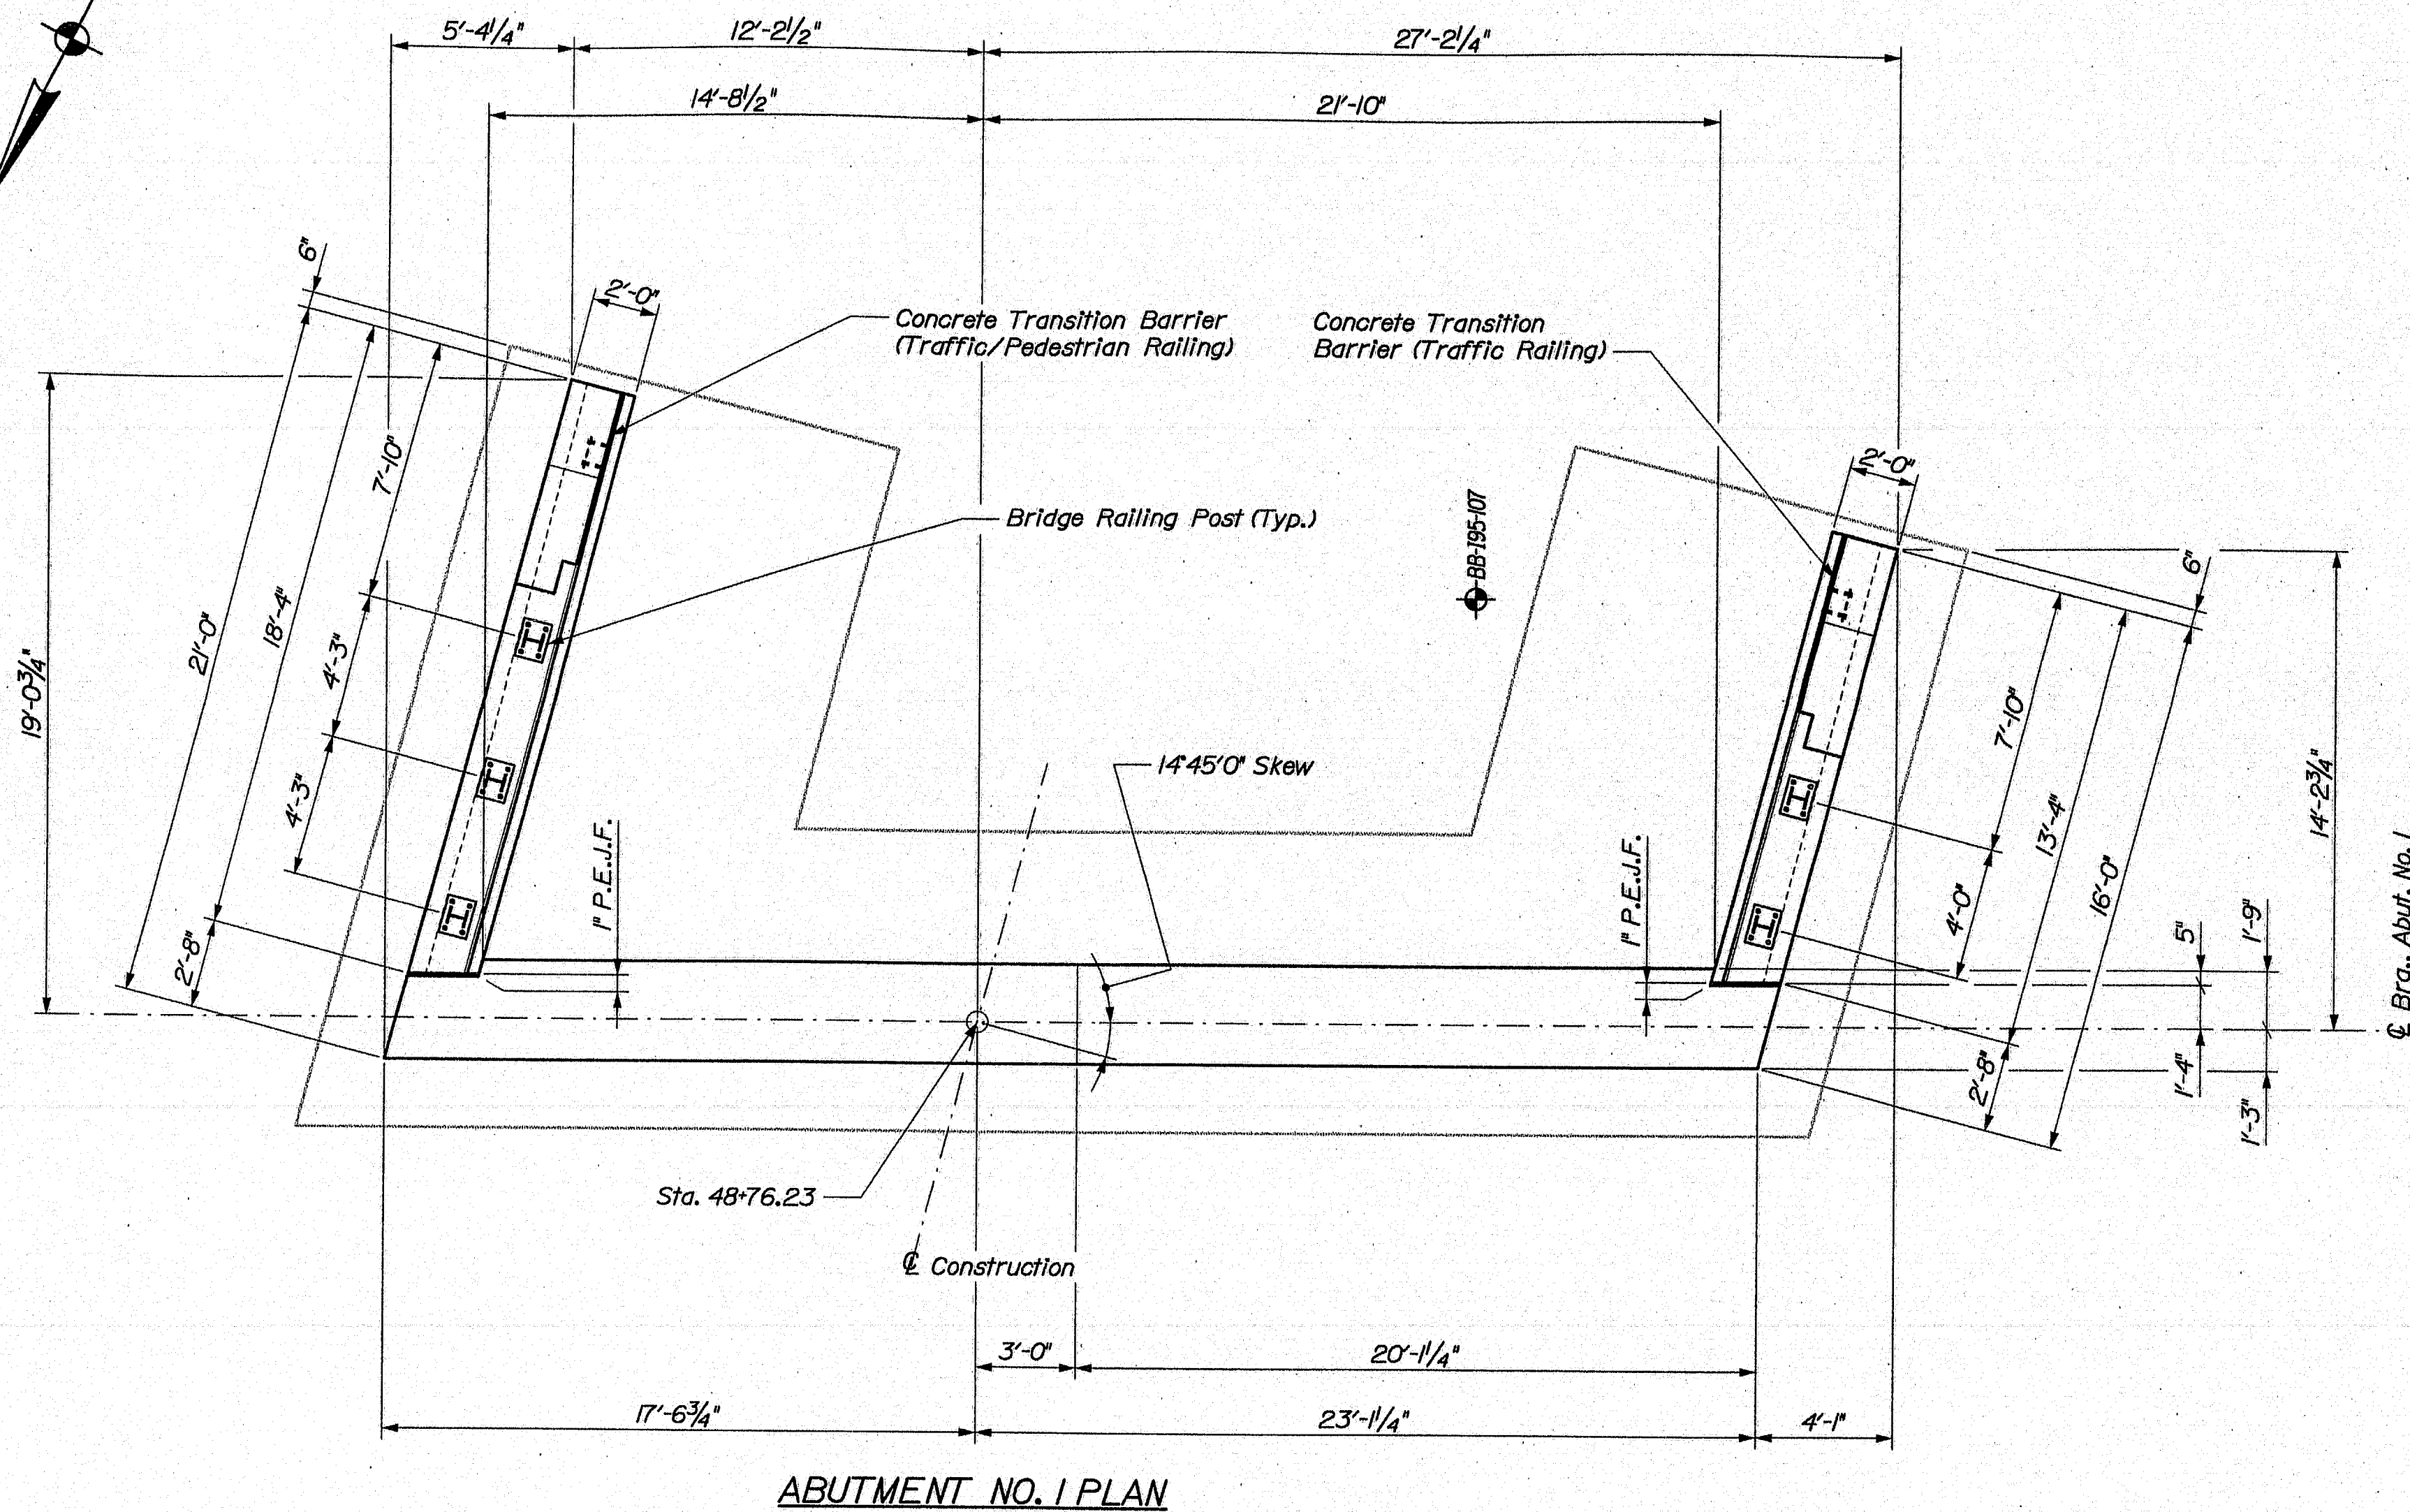 5'-4 1/4"
12'-2 1/2"
27'-2 1/4"
14'-8 1/2"
21'-10"
6"
2'-0"
Concrete Transition Barrier
(Traffic/Pedestrian Railing)
Concrete Transition
Barrier (Traffic Railing)
2'-0"
7'-10"
Bridge Railing Post (Typ.)
BB-195-107
6"
21'-0"
18'-4"
4'-3"
19'-0 3/4"
4'-3"
14°45'0" Skew
7'-10"
13'-4"
14'-2 3/4"
1" P.E.J.F.
1" P.E.J.F.
16'-0"
4'-0"
5"
1'-9"
2'-8"
℄ Brg., Abut. No. 1
2'-8"
1'-4"
1'-3"
Sta. 48+76.23
℄ Construction
3'-0"
20'-1 1/4"
17'-6 3/4"
23'-1 1/4"
4'-1"
ABUTMENT NO. 1 PLAN